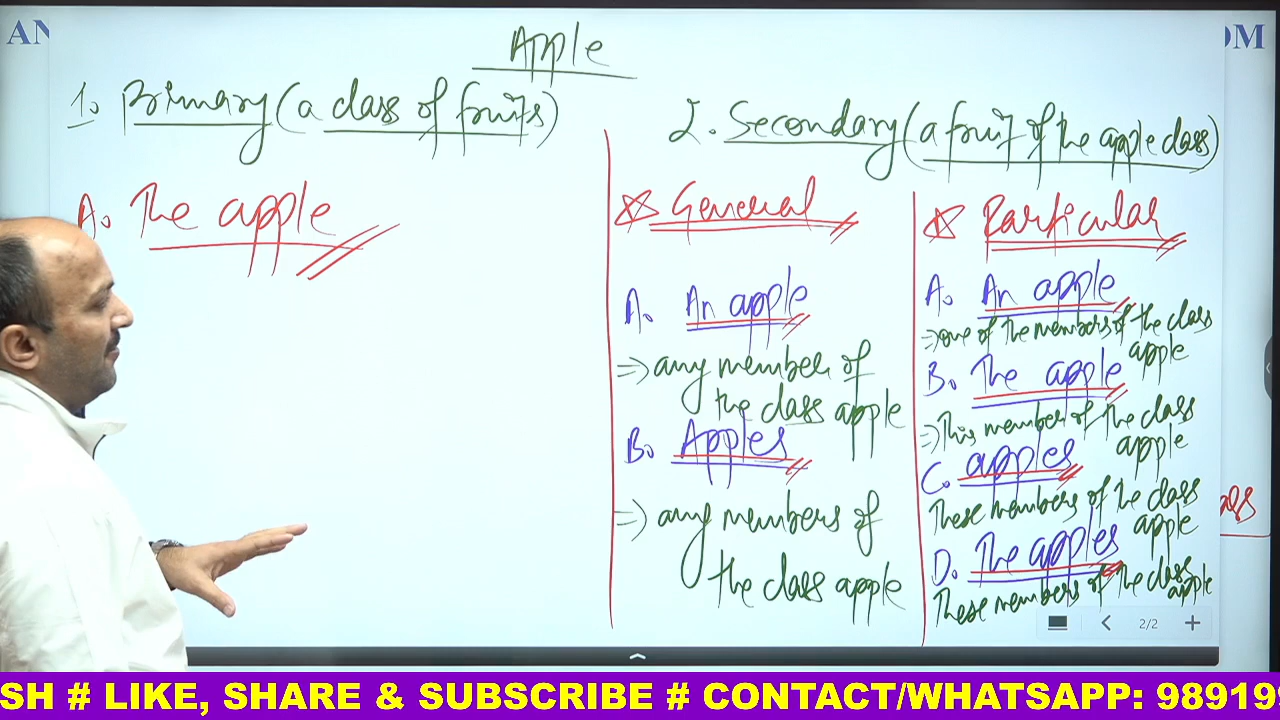 AN
OM
Apple
1. Primary (a class of fruits)
A. The apple
2. Secondary (a fruit of the apple class)
☆ General
A. An apple
⇒ any member of
the class apple
B. Apples
⇒ any members of
the class apple
☆ Particular
A. An apple
⇒ one of the members of the class
apple
B. The apple
⇒ This member of the class
apple
C. apples
These members of the class
apple
D. The apples
These members of the class
apple
2/2
SH # LIKE, SHARE & SUBSCRIBE # CONTACT/WHATSAPP: 98919